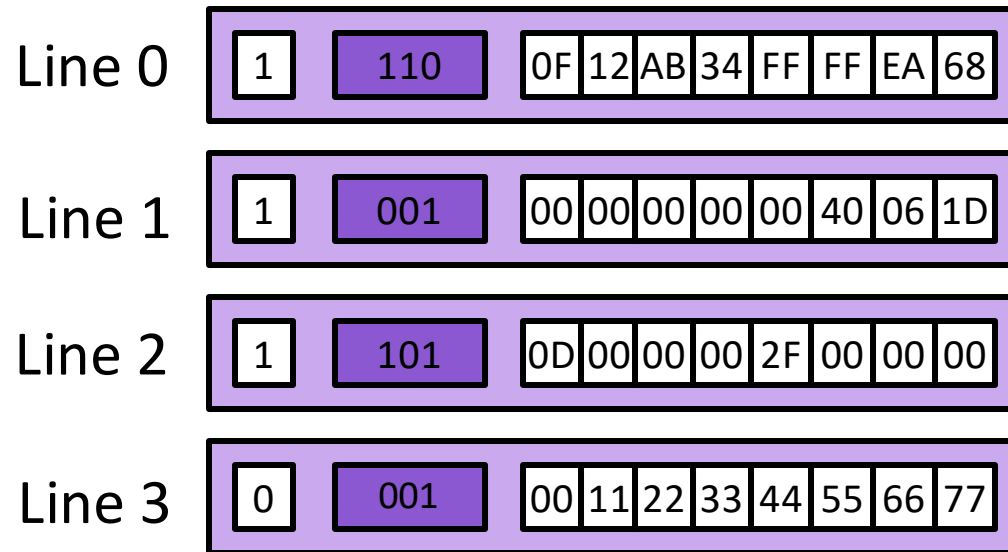 Line 0 1 110 0F 12 AB 34 FF FF EA 68
Line 1 1 001 00 00 00 00 00 40 06 1D
Line 2 1 101 0D 00 00 00 2F 00 00 00
Line 3 0 001 00 11 22 33 44 55 66 77